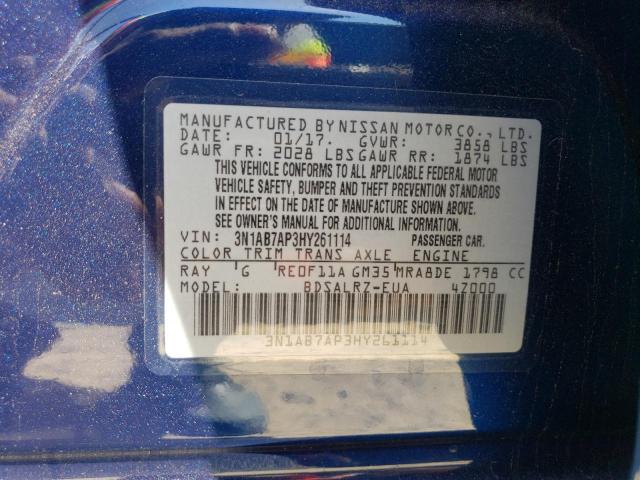 MANUFACTURED BY NISSAN MOTOR CO., LTD.
DATE: 01/17. GVWR: 3858 LBS
GAWR FR: 2028 LBS GAWR RR: 1874 LBS
THIS VEHICLE CONFORMS TO ALL APPLICABLE FEDERAL MOTOR
VEHICLE SAFETY, BUMPER AND THEFT PREVENTION STANDARDS
IN EFFECT ON THE DATE OF MANUFACTURE SHOWN ABOVE.
SEE OWNER'S MANUAL FOR ADDITIONAL INFORMATION.
VIN: 3N1AB7AP3HY261114 PASSENGER CAR.
COLOR TRIM TRANS AXLE ENGINE
RAY G RE0F11A GM35 MRA8DE 1798 CC
MODEL: BDSALRZ-EUA 4Z000
3N1AB7AP3HY261114